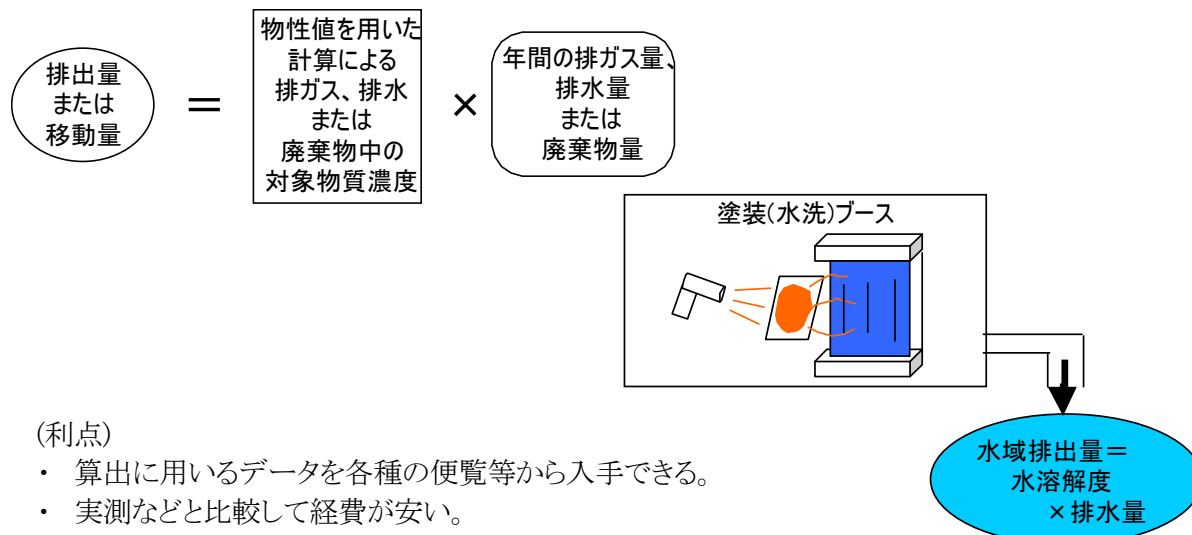 排出量
または
移動量
＝
物性値を用いた
計算による
排ガス、排水
または
廃棄物中の
対象物質濃度
×
年間の排ガス量、
排水量
または
廃棄物量
塗装(水洗)ブース
水域排出量＝
水溶解度
×排水量
(利点)
・ 算出に用いるデータを各種の便覧等から入手できる。
・ 実測などと比較して経費が安い。